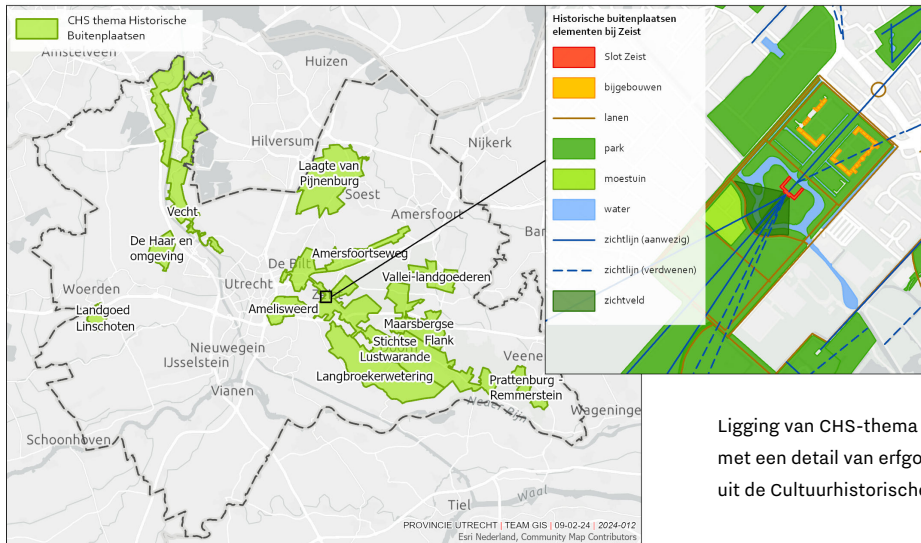 CHS thema Historische
Buitenplaatsen
Amstelveen
Huizen
Hilversum
Nijkerk
Laagte van
Pijnenburg
Soest
Amersfoort
Vecht
De Haar en
omgeving
Amersfoortseweg
De Bilt
Vallei-landgoederen
Woerden
Utrecht
Landgoed
Linschoten
Amelisweerd
Maarsbergse
Flank
Nieuwegein
IJsselstein
Stichtse
Lustwarande
Doorn
Veene
Langbroekerwetering
Vianen
Prattenburg
Remmerstein
Neder Rijn
Wageninge
Schoonhoven
Tiel
Waal
PROVINCIE UTRECHT | TEAM GIS | 09-02-24 | 2024-012
Esri Nederland, Community Map Contributors
Historische buitenplaatsen
elementen bij Zeist
Slot Zeist
bijgebouwen
lanen
park
moestuin
water
zichtlijn (aanwezig)
zichtlijn (verdwenen)
zichtveld
Ligging van CHS-thema
met een detail van erfgo
uit de Cultuurhistorische